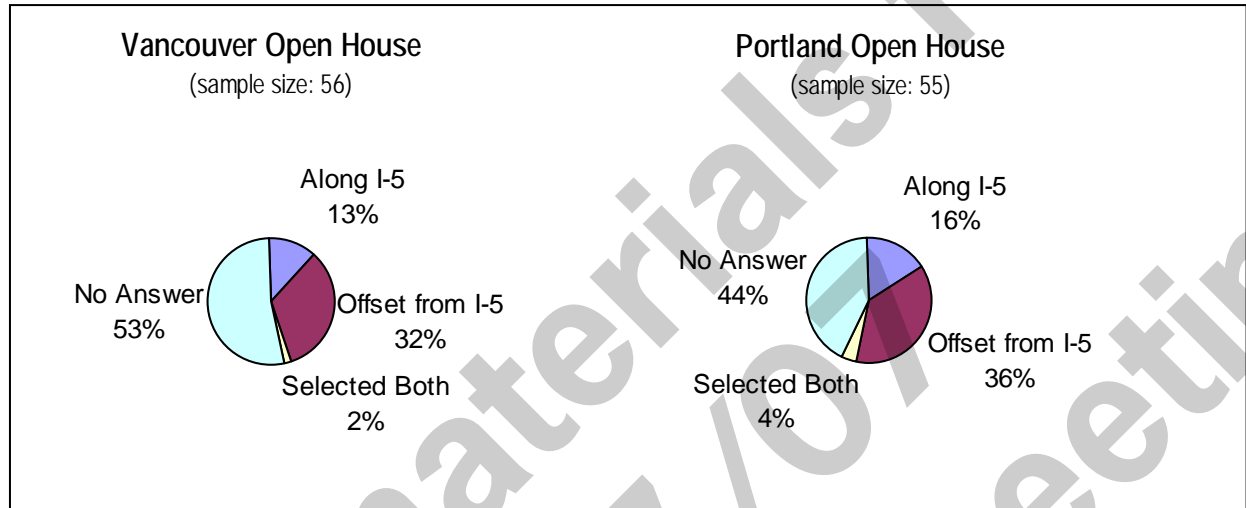 Vancouver Open House
(sample size: 56)
Along I-5
13%
No Answer
53%
Offset from I-5
32%
Selected Both
2%
Portland Open House
(sample size: 55)
Along I-5
16%
No Answer
44%
Offset from I-5
36%
Selected Both
4%
materials
/07